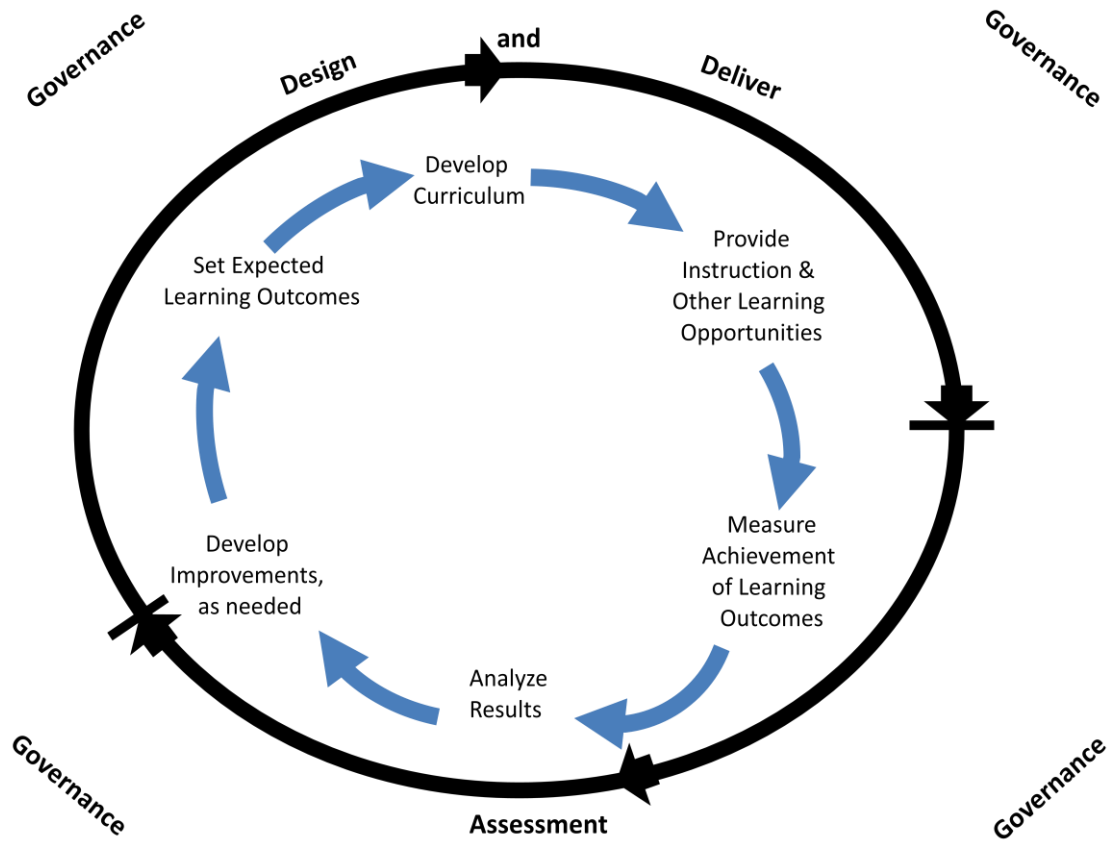 Governance
Governance
Design
and
Deliver
Develop
Curriculum
Provide
Instruction &
Other Learning
Opportunities
Set Expected
Learning Outcomes
Measure
Achievement
of Learning
Outcomes
Develop
Improvements,
as needed
Analyze
Results
Governance
Governance
Assessment